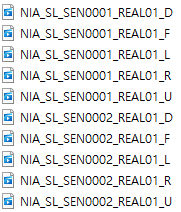 NIA_SL_SEN0001_REAL01_D
NIA_SL_SEN0001_REAL01_F
NIA_SL_SEN0001_REAL01_L
NIA_SL_SEN0001_REAL01_R
NIA_SL_SEN0001_REAL01_U
NIA_SL_SEN0002_REAL01_D
NIA_SL_SEN0002_REAL01_F
NIA_SL_SEN0002_REAL01_L
NIA_SL_SEN0002_REAL01_R
NIA_SL_SEN0002_REAL01_U